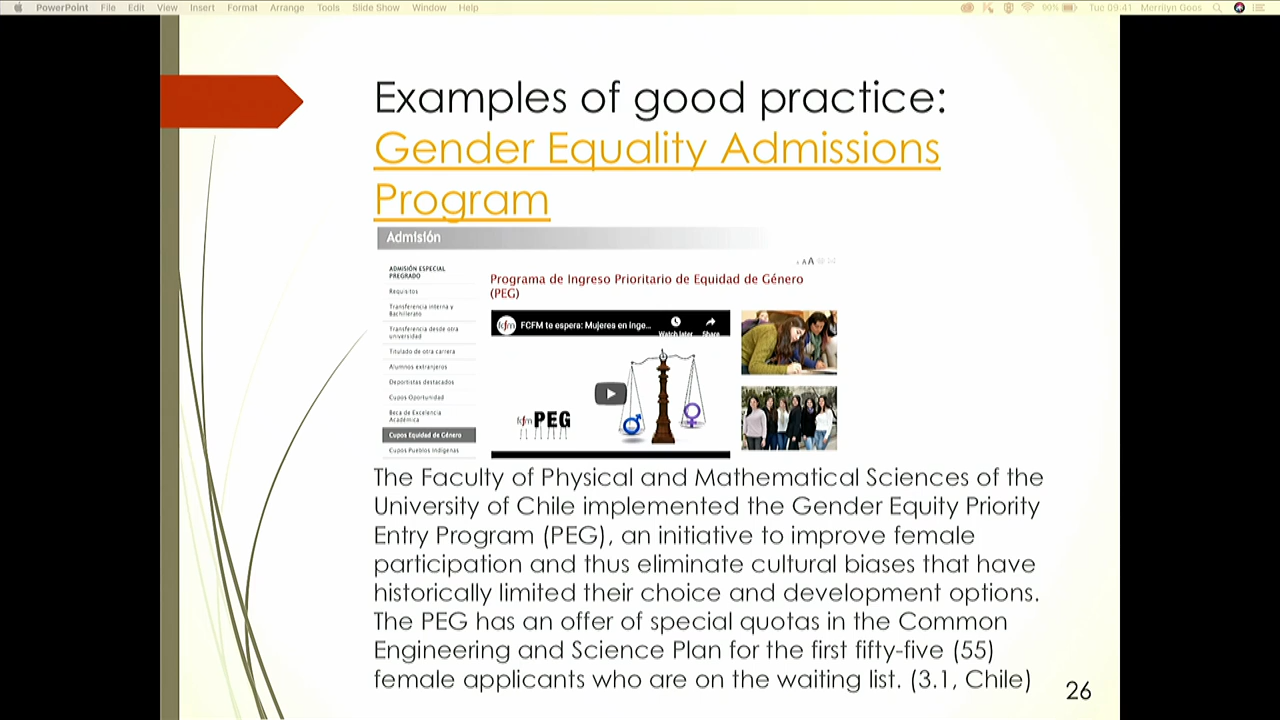 PowerPoint File Edit View Insert Format Arrange Tools Slide Show Window Help 90% Tue 09:41 Merrilyn Goos
Examples of good practice:
Gender Equality Admissions
Program
Admisión
A A
ADMISIÓN ESPECIAL
PREGRADO
Requisitos
Transferencia interna y
Bachillerato
Transferencia desde otra
universidad
Titulado de otra carrera
Alumnos extranjeros
Deportistas destacados
Cupos Oportunidad
Beca de Excelencia
Académica
Cupos Equidad de Género
Cupos Pueblos Indígenas
Programa de Ingreso Prioritario de Equidad de Género
(PEG)
fcfm FCFM te espera: Mujeres en inge...
Watch later Share
fcfm PEG
The Faculty of Physical and Mathematical Sciences of the
University of Chile implemented the Gender Equity Priority
Entry Program (PEG), an initiative to improve female
participation and thus eliminate cultural biases that have
historically limited their choice and development options.
The PEG has an offer of special quotas in the Common
Engineering and Science Plan for the first fifty-five (55)
female applicants who are on the waiting list. (3.1, Chile)
26